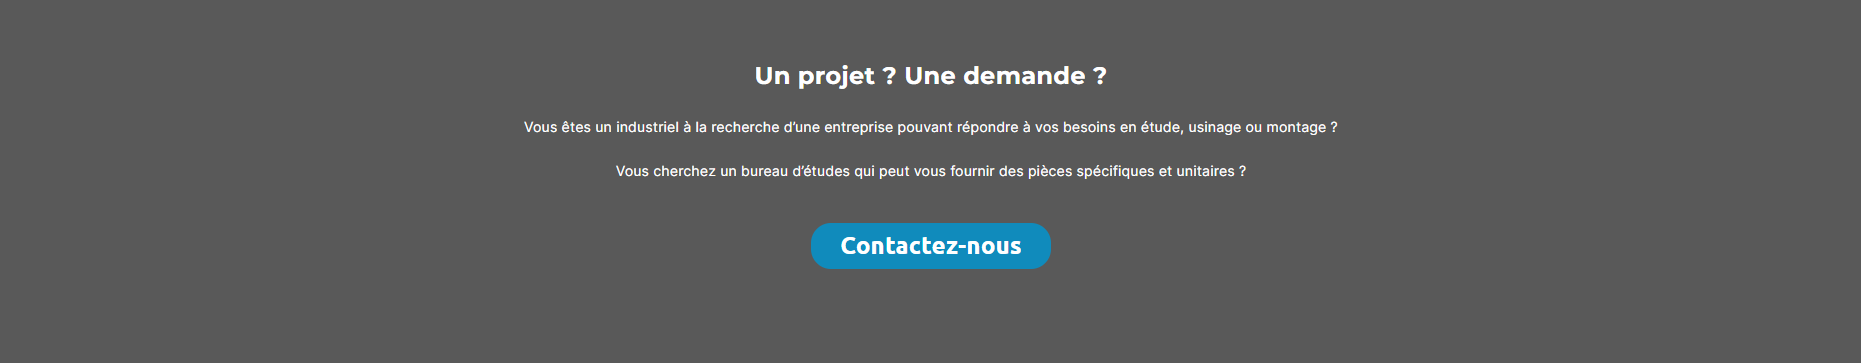 Un projet ? Une demande ?
Vous êtes un industriel à la recherche d’une entreprise pouvant répondre à vos besoins en étude, usinage ou montage ?
Vous cherchez un bureau d’études qui peut vous fournir des pièces spécifiques et unitaires ?
Contactez-nous